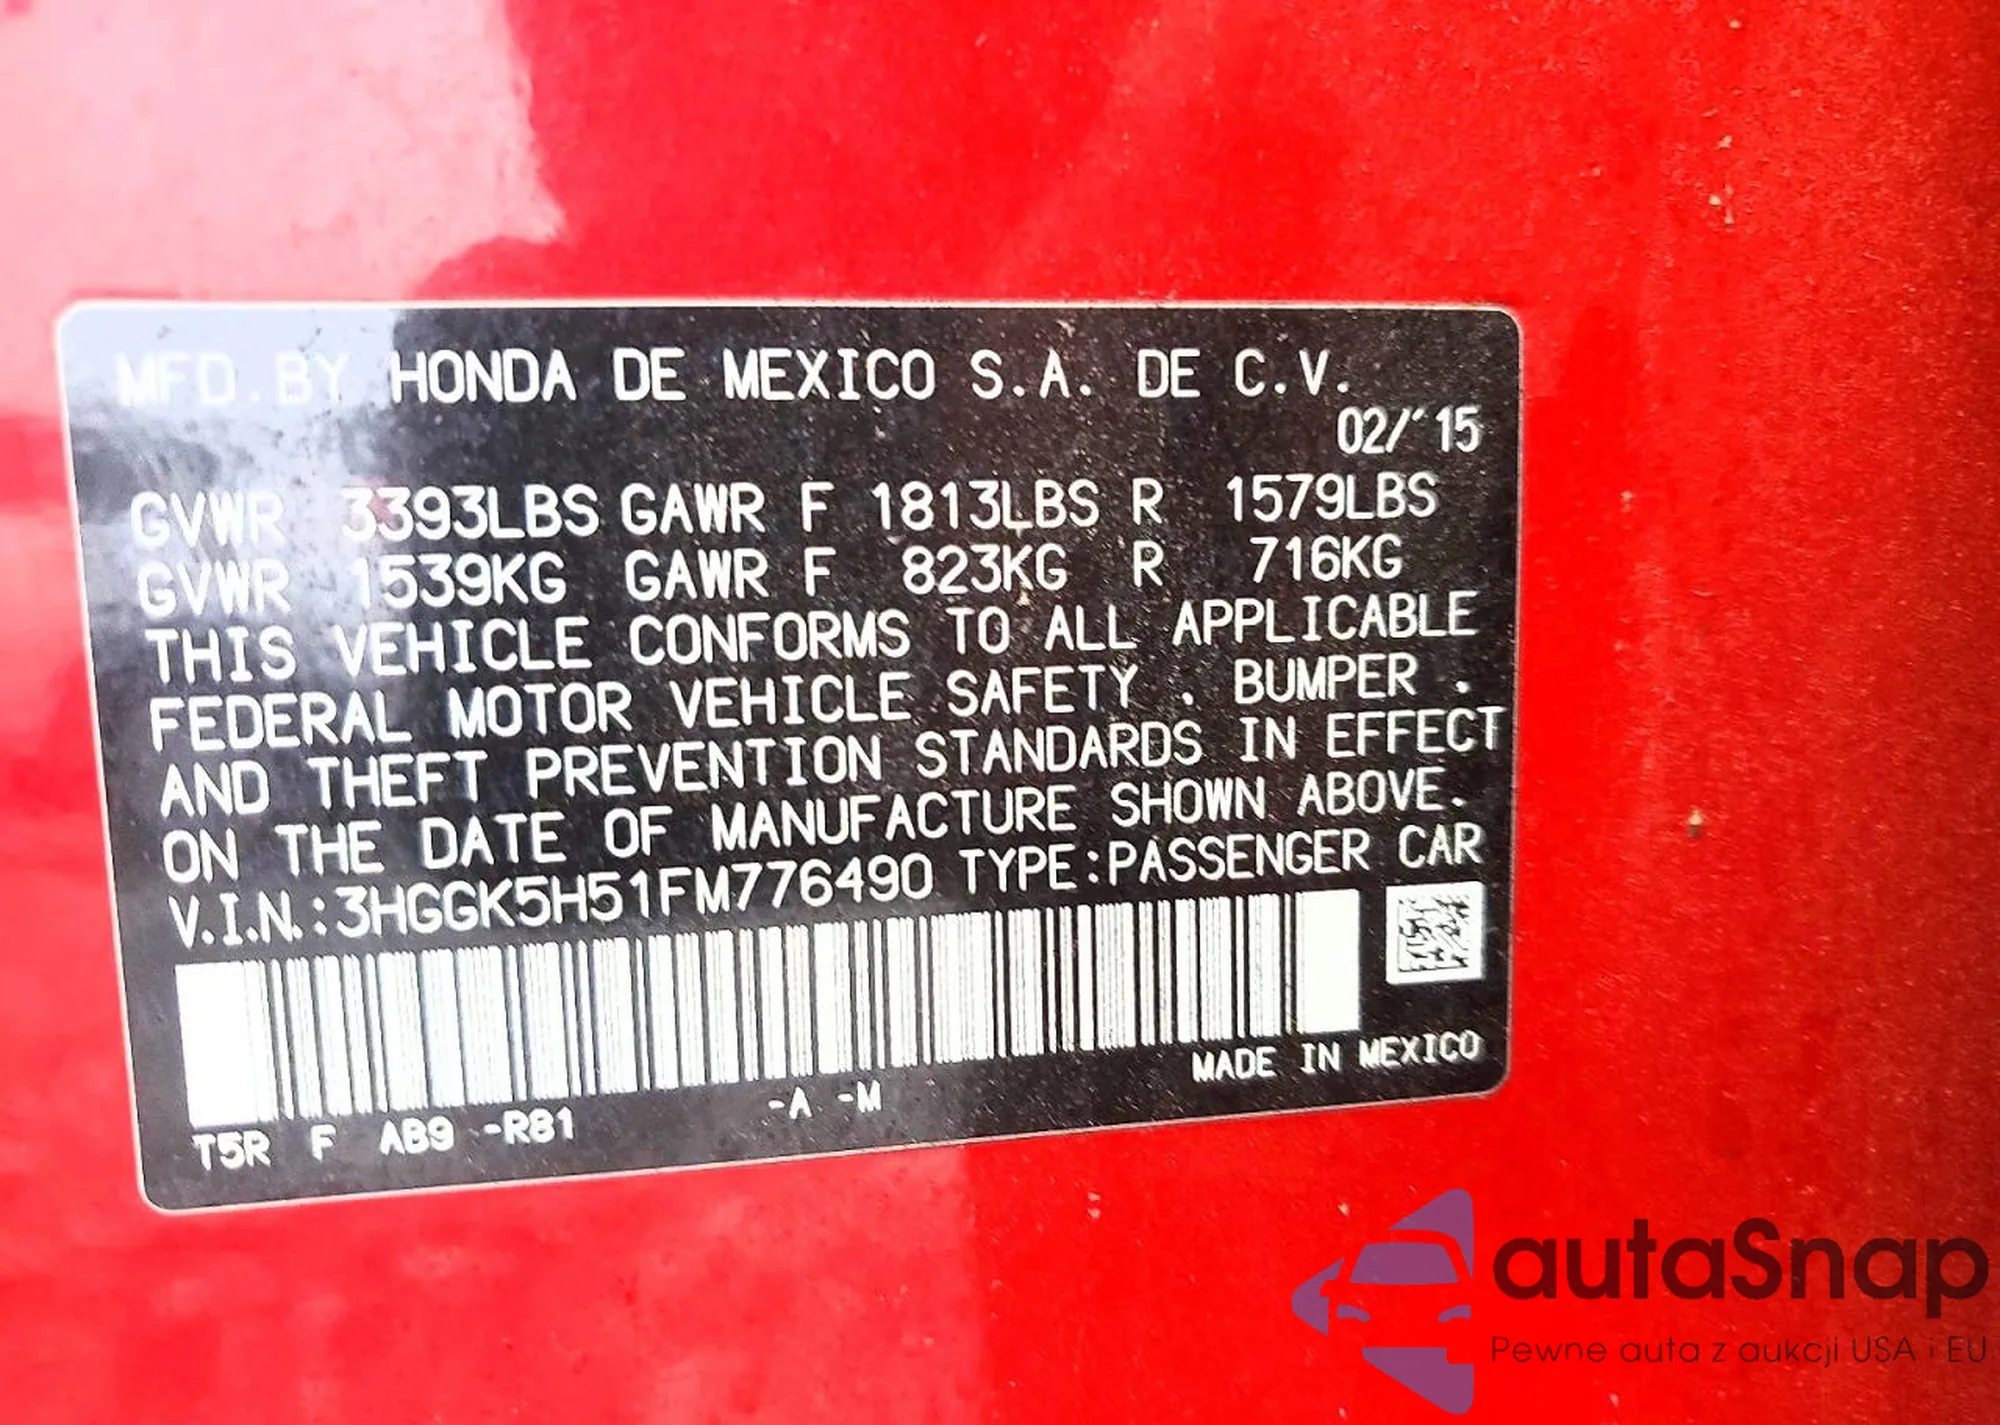 MFD.BY HONDA DE MEXICO S.A. DE C.V.
02/'15
GVWR 3393LBS GAWR F 1813LBS R 1579LBS
GVWR 1539KG GAWR F 823KG R 716KG
THIS VEHICLE CONFORMS TO ALL APPLICABLE
FEDERAL MOTOR VEHICLE SAFETY , BUMPER ,
AND THEFT PREVENTION STANDARDS IN EFFECT
ON THE DATE OF MANUFACTURE SHOWN ABOVE.
V.I.N.:3HGGK5H51FM776490 TYPE:PASSENGER CAR
MADE IN MEXICO
T5R F AB9 -R81 -A -M
autaSnap
Pewne auta z aukcji USA i EU